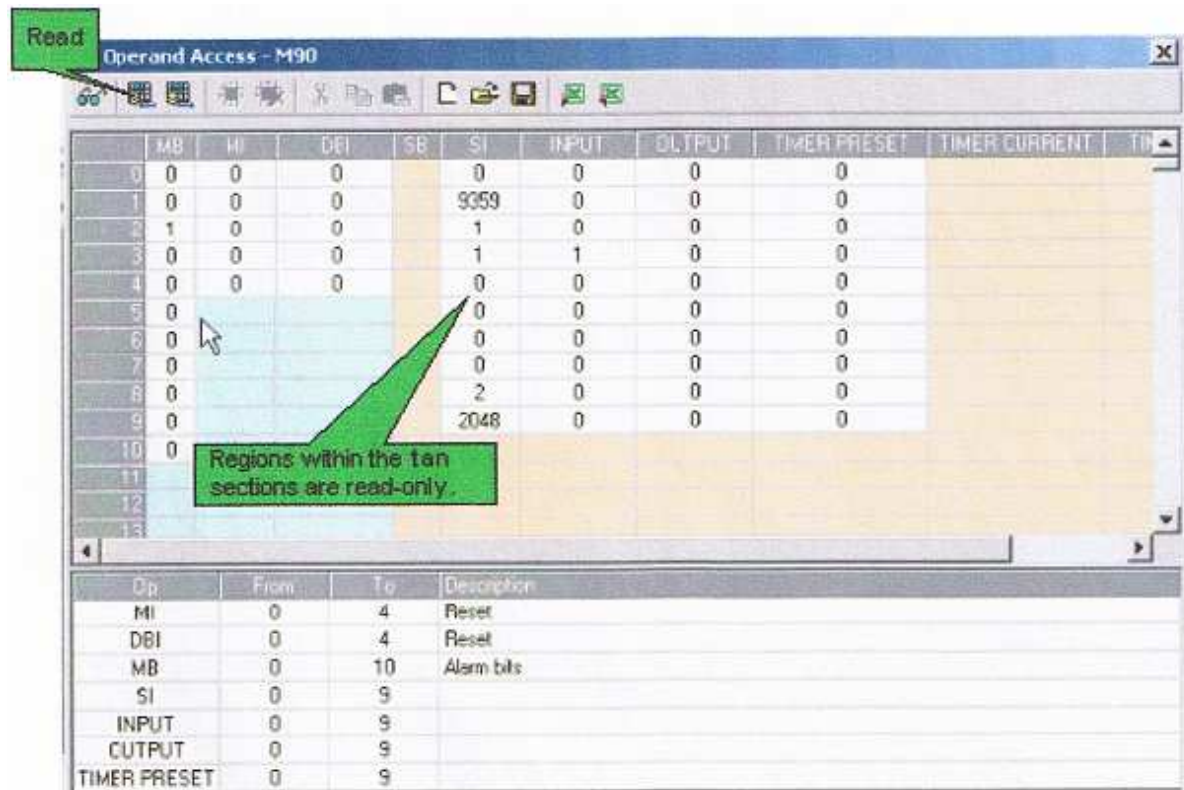 Read
Operand Access - M90
MB MI DBI SB SI INPUT OUTPUT TIMER PRESET TIMER CURRENT
0 0 0 0 0 0 0 0
1 0 0 0 9359 0 0 0
2 1 0 0 1 0 0 0
3 0 0 0 1 1 0 0
4 0 0 0 0 0 0 0
5 0 0 0 0 0
6 0 0 0 0 0
7 0 0 0 0 0
8 0 2 0 0 0
9 0 2048 0 0 0
10 0
Regions within the tan
sections are read-only.
11
12
13
Op From To Description
MI 0 4 Reset
DBI 0 4 Reset
MB 0 10 Alarm bits
SI 0 9
INPUT 0 9
OUTPUT 0 9
TIMER PRESET 0 9